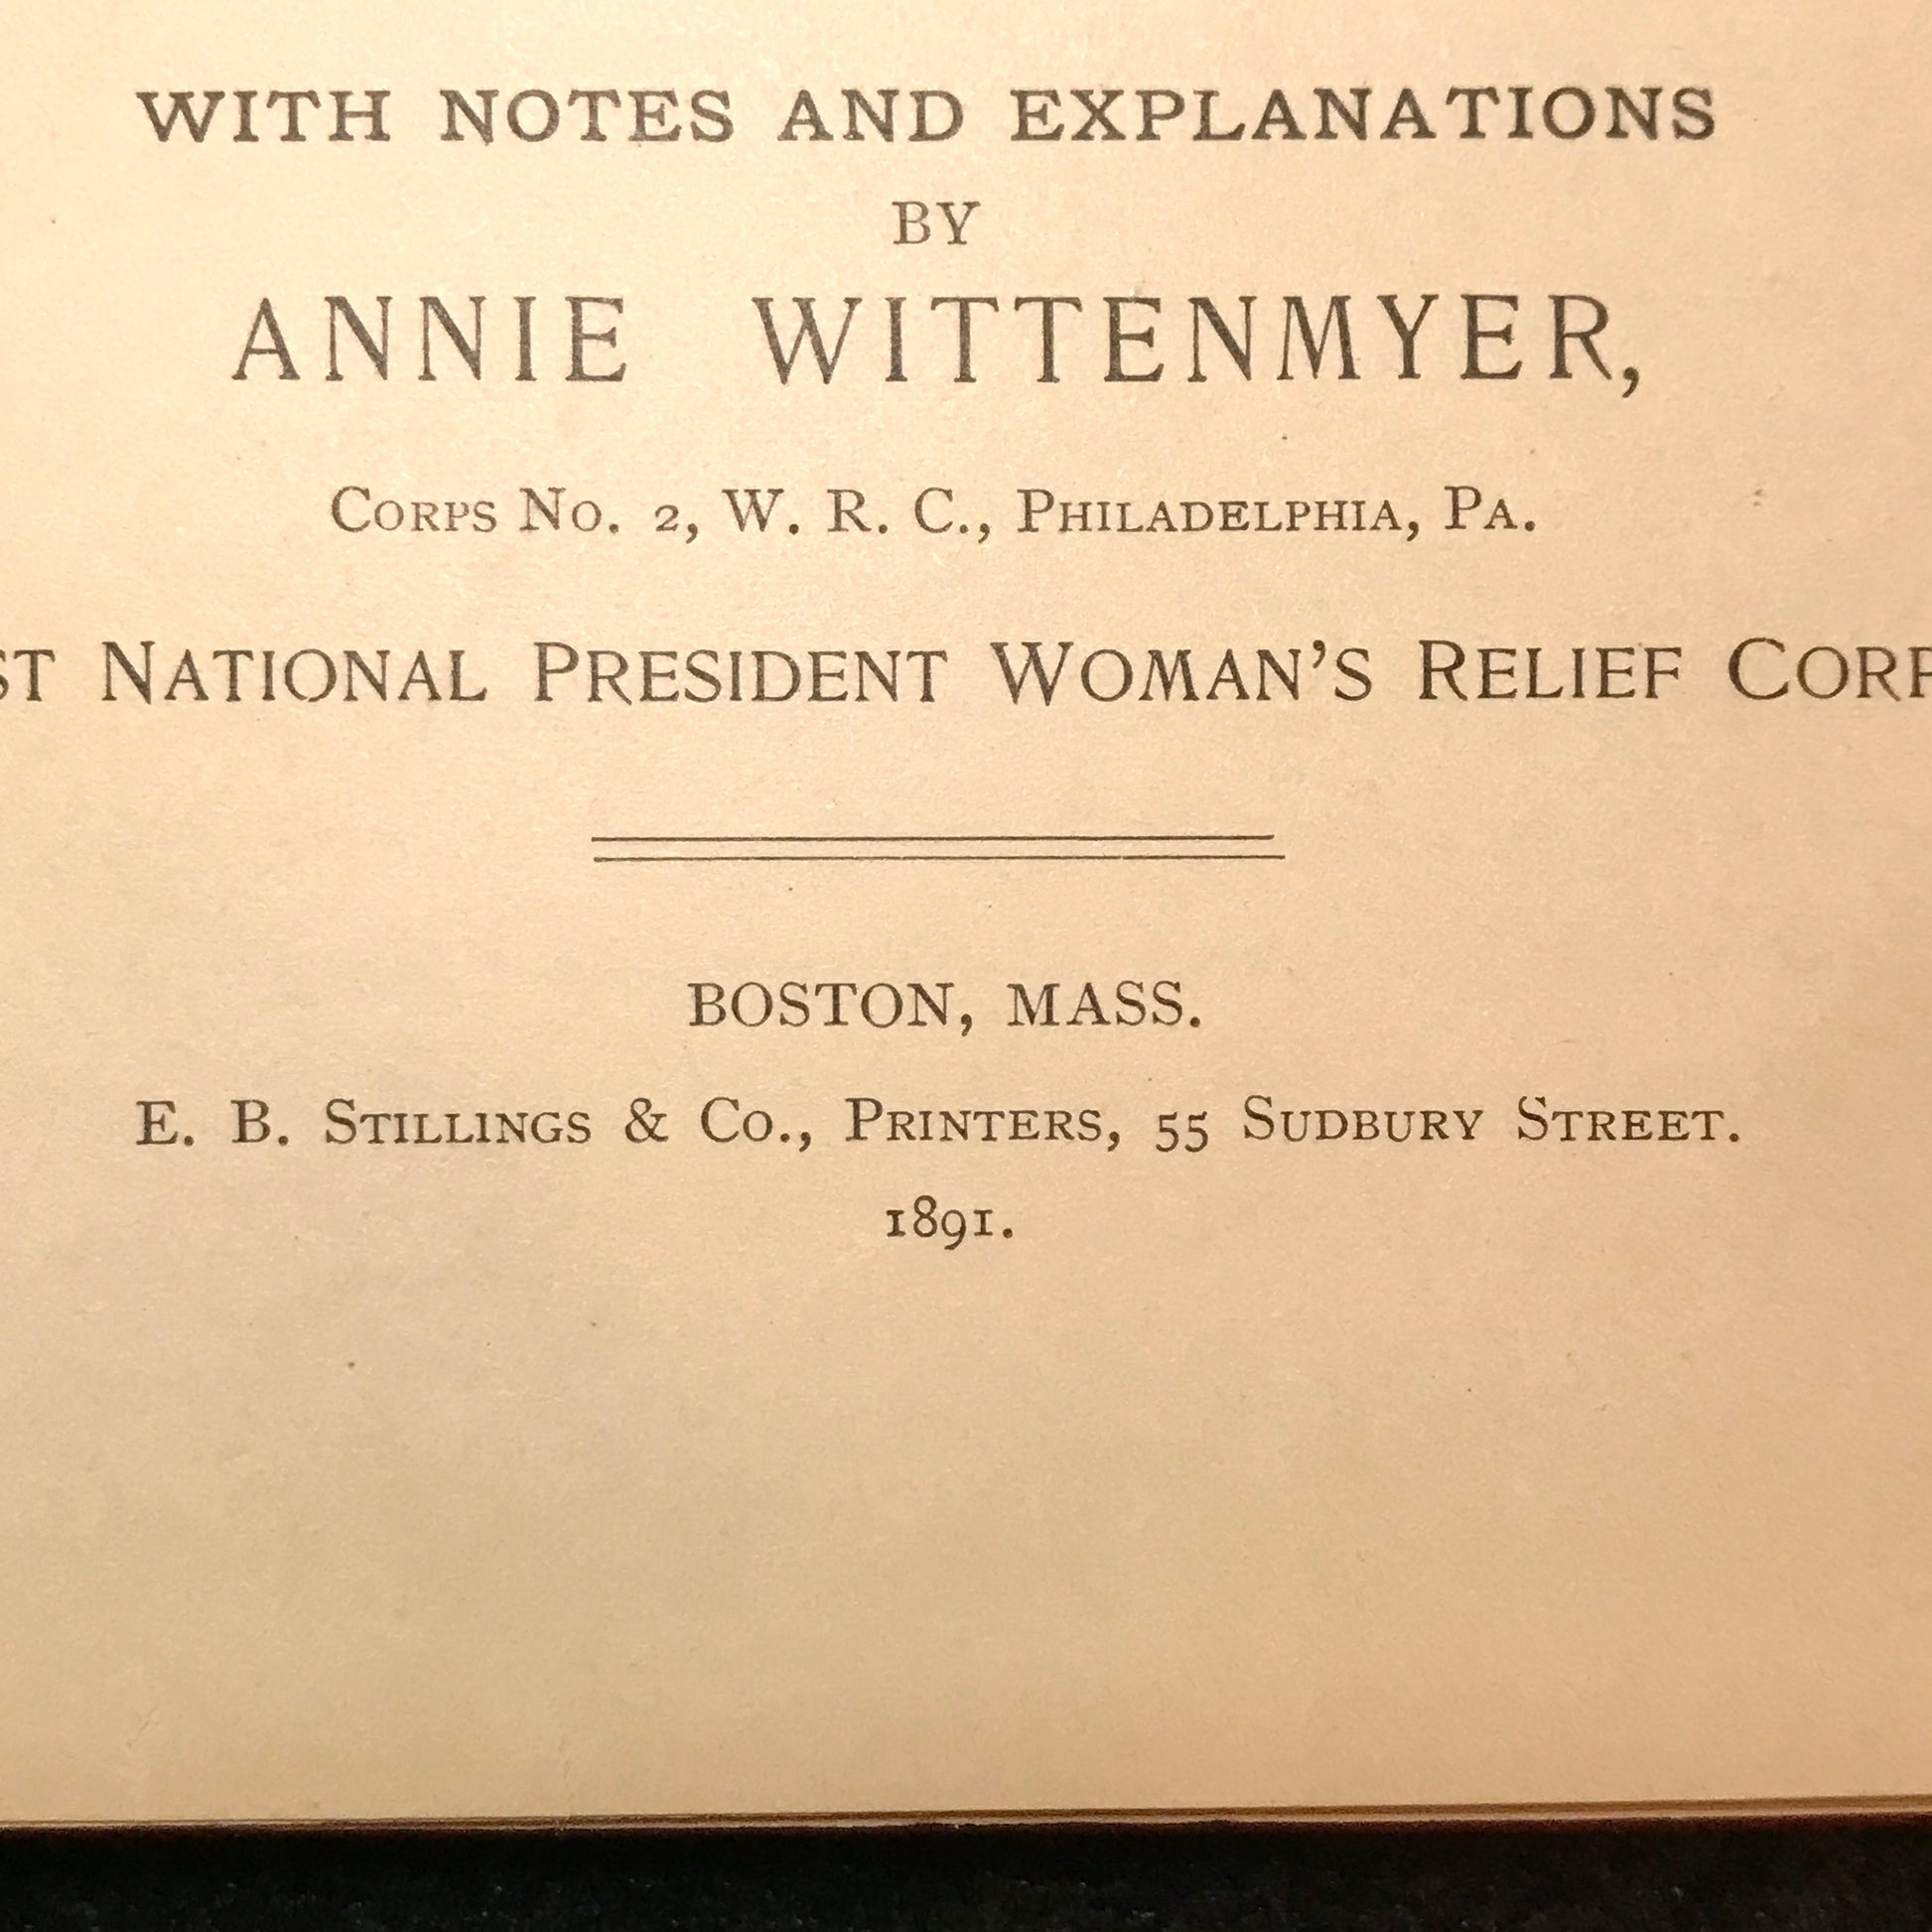 WITH NOTES AND EXPLANATIONS
BY
ANNIE WITTENMYER,
CORPS NO. 2, W. R. C., PHILADELPHIA, PA.
NATIONAL PRESIDENT WOMAN'S RELIEF
BOSTON, MASS.
E. B. STILLINGS & CO., PRINTERS, 55 SUDBURY STREET.
1891.